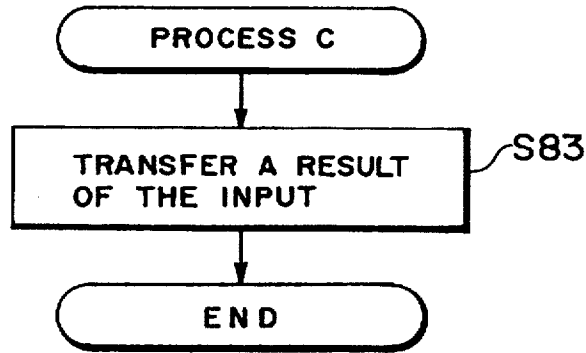 PROCESS C
TRANSFER A RESULT
OF THE INPUT
S83
END